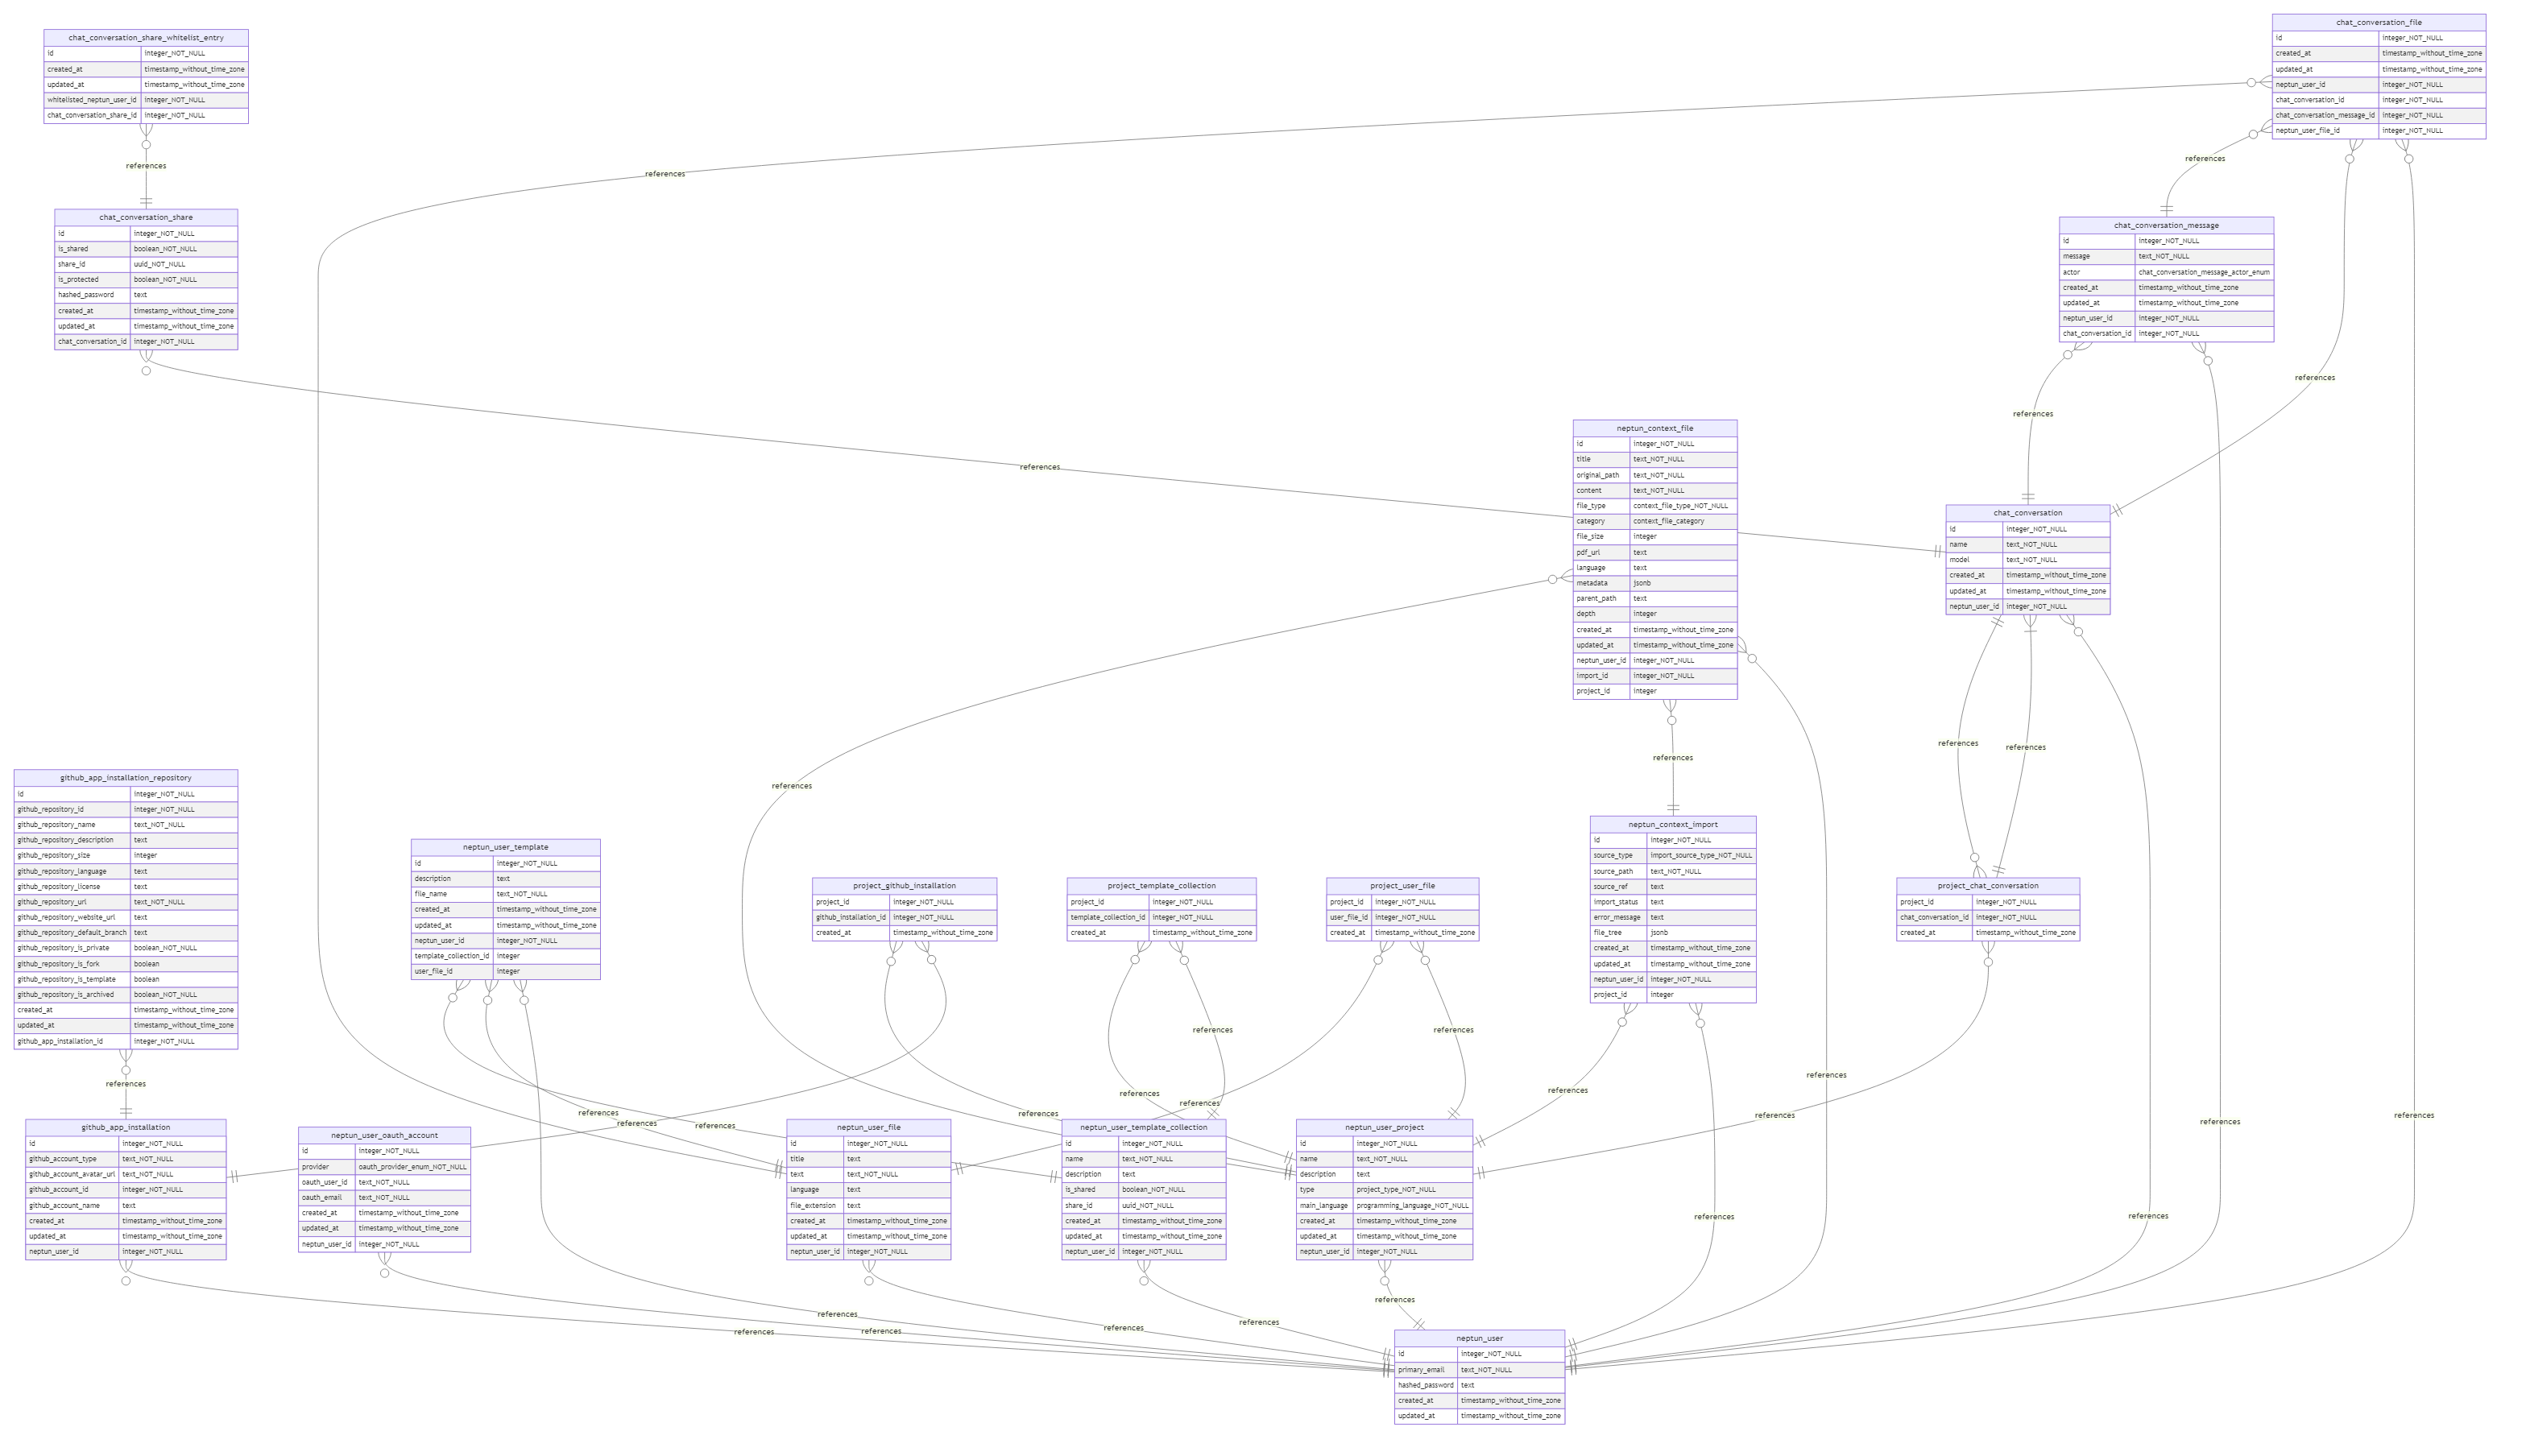 chat_conversation_share_whitelist_entry
id integer_NOT_NULL
created_at timestamp_without_time_zone
updated_at timestamp_without_time_zone
whitelisted_neptun_user_id integer_NOT_NULL
chat_conversation_share_id integer_NOT_NULL
chat_conversation_file
id integer_NOT_NULL
created_at timestamp_without_time_zone
updated_at timestamp_without_time_zone
neptun_user_id integer_NOT_NULL
chat_conversation_id integer_NOT_NULL
chat_conversation_message_id integer_NOT_NULL
neptun_user_file_id integer_NOT_NULL
references
references
references
chat_conversation_share
id integer_NOT_NULL
is_shared boolean_NOT_NULL
share_id uuid_NOT_NULL
is_protected boolean_NOT_NULL
hashed_password text
created_at timestamp_without_time_zone
updated_at timestamp_without_time_zone
chat_conversation_id integer_NOT_NULL
chat_conversation_message
id integer_NOT_NULL
message text_NOT_NULL
actor chat_conversation_message_actor_enum
created_at timestamp_without_time_zone
updated_at timestamp_without_time_zone
neptun_user_id integer_NOT_NULL
chat_conversation_id integer_NOT_NULL
references
references
references
neptun_context_file
id integer_NOT_NULL
title text_NOT_NULL
original_path text_NOT_NULL
content text_NOT_NULL
file_type context_file_type_NOT_NULL
category context_file_category
file_size integer
pdf_url text
language text
metadata jsonb
parent_path text
depth integer
created_at timestamp_without_time_zone
updated_at timestamp_without_time_zone
neptun_user_id integer_NOT_NULL
import_id integer_NOT_NULL
project_id integer
chat_conversation
id integer_NOT_NULL
name text_NOT_NULL
model text_NOT_NULL
created_at timestamp_without_time_zone
updated_at timestamp_without_time_zone
neptun_user_id integer_NOT_NULL
references
references
references
references
github_app_installation_repository
id integer_NOT_NULL
github_repository_id integer_NOT_NULL
github_repository_name text_NOT_NULL
github_repository_description text
github_repository_size integer
github_repository_language text
github_repository_license text
github_repository_url text_NOT_NULL
github_repository_website_url text
github_repository_default_branch text
github_repository_is_private boolean_NOT_NULL
github_repository_is_fork boolean
github_repository_is_template boolean
github_repository_is_archived boolean_NOT_NULL
created_at timestamp_without_time_zone
updated_at timestamp_without_time_zone
github_app_installation_id integer_NOT_NULL
neptun_user_template
id integer_NOT_NULL
description text
file_name text_NOT_NULL
created_at timestamp_without_time_zone
updated_at timestamp_without_time_zone
neptun_user_id integer_NOT_NULL
template_collection_id integer
user_file_id integer
project_github_installation
project_id integer_NOT_NULL
github_installation_id integer_NOT_NULL
created_at timestamp_without_time_zone
project_template_collection
project_id integer_NOT_NULL
template_collection_id integer_NOT_NULL
created_at timestamp_without_time_zone
project_user_file
project_id integer_NOT_NULL
user_file_id integer_NOT_NULL
created_at timestamp_without_time_zone
neptun_context_import
id integer_NOT_NULL
source_type import_source_type_NOT_NULL
source_path text_NOT_NULL
source_ref text
import_status text
error_message text
file_tree jsonb
created_at timestamp_without_time_zone
updated_at timestamp_without_time_zone
neptun_user_id integer_NOT_NULL
project_id integer
project_chat_conversation
project_id integer_NOT_NULL
chat_conversation_id integer_NOT_NULL
created_at timestamp_without_time_zone
references
references
references
references
references
references
references
references
references
references
references
references
references
references
github_app_installation
id integer_NOT_NULL
github_account_type text_NOT_NULL
github_account_avatar_url text_NOT_NULL
github_account_id integer_NOT_NULL
github_account_name text
created_at timestamp_without_time_zone
updated_at timestamp_without_time_zone
neptun_user_id integer_NOT_NULL
neptun_user_oauth_account
id integer_NOT_NULL
provider oauth_provider_enum_NOT_NULL
oauth_user_id text_NOT_NULL
oauth_email text_NOT_NULL
created_at timestamp_without_time_zone
updated_at timestamp_without_time_zone
neptun_user_id integer_NOT_NULL
neptun_user_file
id integer_NOT_NULL
title text
text text_NOT_NULL
language text
file_extension text
created_at timestamp_without_time_zone
updated_at timestamp_without_time_zone
neptun_user_id integer_NOT_NULL
neptun_user_template_collection
id integer_NOT_NULL
name text_NOT_NULL
description text
is_shared boolean_NOT_NULL
share_id uuid_NOT_NULL
created_at timestamp_without_time_zone
updated_at timestamp_without_time_zone
neptun_user_id integer_NOT_NULL
neptun_user_project
id integer_NOT_NULL
name text_NOT_NULL
description text
type project_type_NOT_NULL
main_language programming_language_NOT_NULL
created_at timestamp_without_time_zone
updated_at timestamp_without_time_zone
neptun_user_id integer_NOT_NULL
references
references
references
references
references
references
references
references
neptun_user
id integer_NOT_NULL
primary_email text_NOT_NULL
hashed_password text
created_at timestamp_without_time_zone
updated_at timestamp_without_time_zone